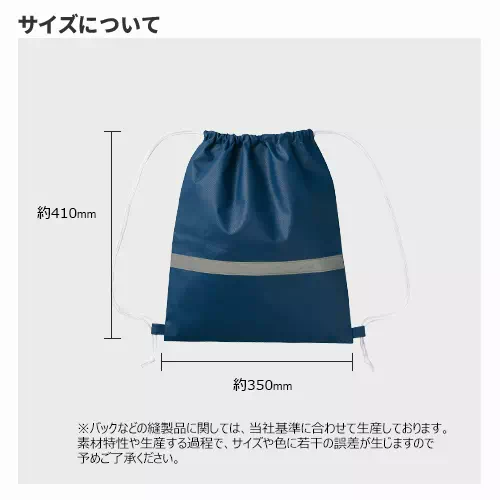 サイズについて
約410mm
約350mm
※バックなどの縫製品に関しては、当社基準に合わせて生産しております。
素材特性や生産する過程で、サイズや色に若干の誤差が生じますので
予めご了承ください。